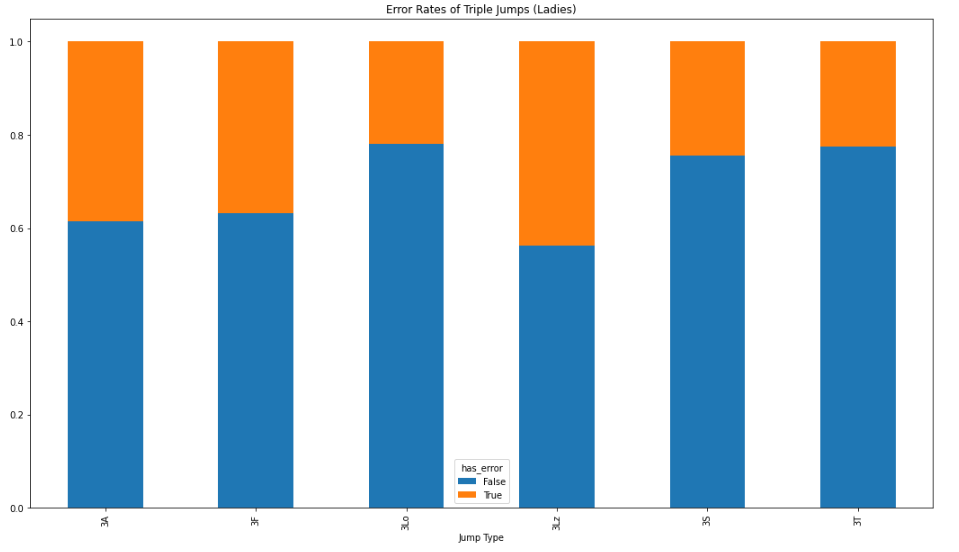 Error Rates of Triple Jumps (Ladies)
1.0
0.8
0.6
0.4
0.2
0.0
has_error
False
True
3A
3F
3Lo
3Lz
3S
3T
Jump Type